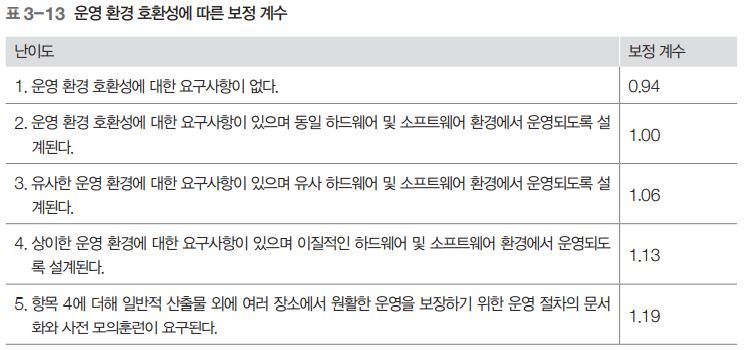 표 3-13 운영 환경 호환성에 따른 보정 계수
난이도 보정 계수
1. 운영 환경 호환성에 대한 요구사항이 없다. 0.94
2. 운영 환경 호환성에 대한 요구사항이 있으며 동일 하드웨어 및 소프트웨어 환경에서 운영되도록 설
계된다. 1.00
3. 유사한 운영 환경에 대한 요구사항이 있으며 유사 하드웨어 및 소프트웨어 환경에서 운영되도록 설
계된다. 1.06
4. 상이한 운영 환경에 대한 요구사항이 있으며 이질적인 하드웨어 및 소프트웨어 환경에서 운영되도
록 설계된다. 1.13
5. 항목 4에 더해 일반적 산출물 외에 여러 장소에서 원활한 운영을 보장하기 위한 운영 절차의 문서
화와 사전 모의훈련이 요구된다. 1.19